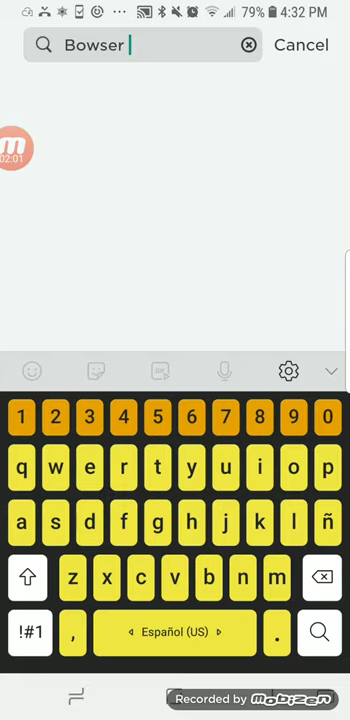 79% 4:32 PM
Bowser Cancel
02:01
GIF
1 2 3 4 5 6 7 8 9 0
q w e r t y u i o p
a s d f g h j k l ñ
z x c v b n m
!#1 , Español (US) .
Recorded by mobizen